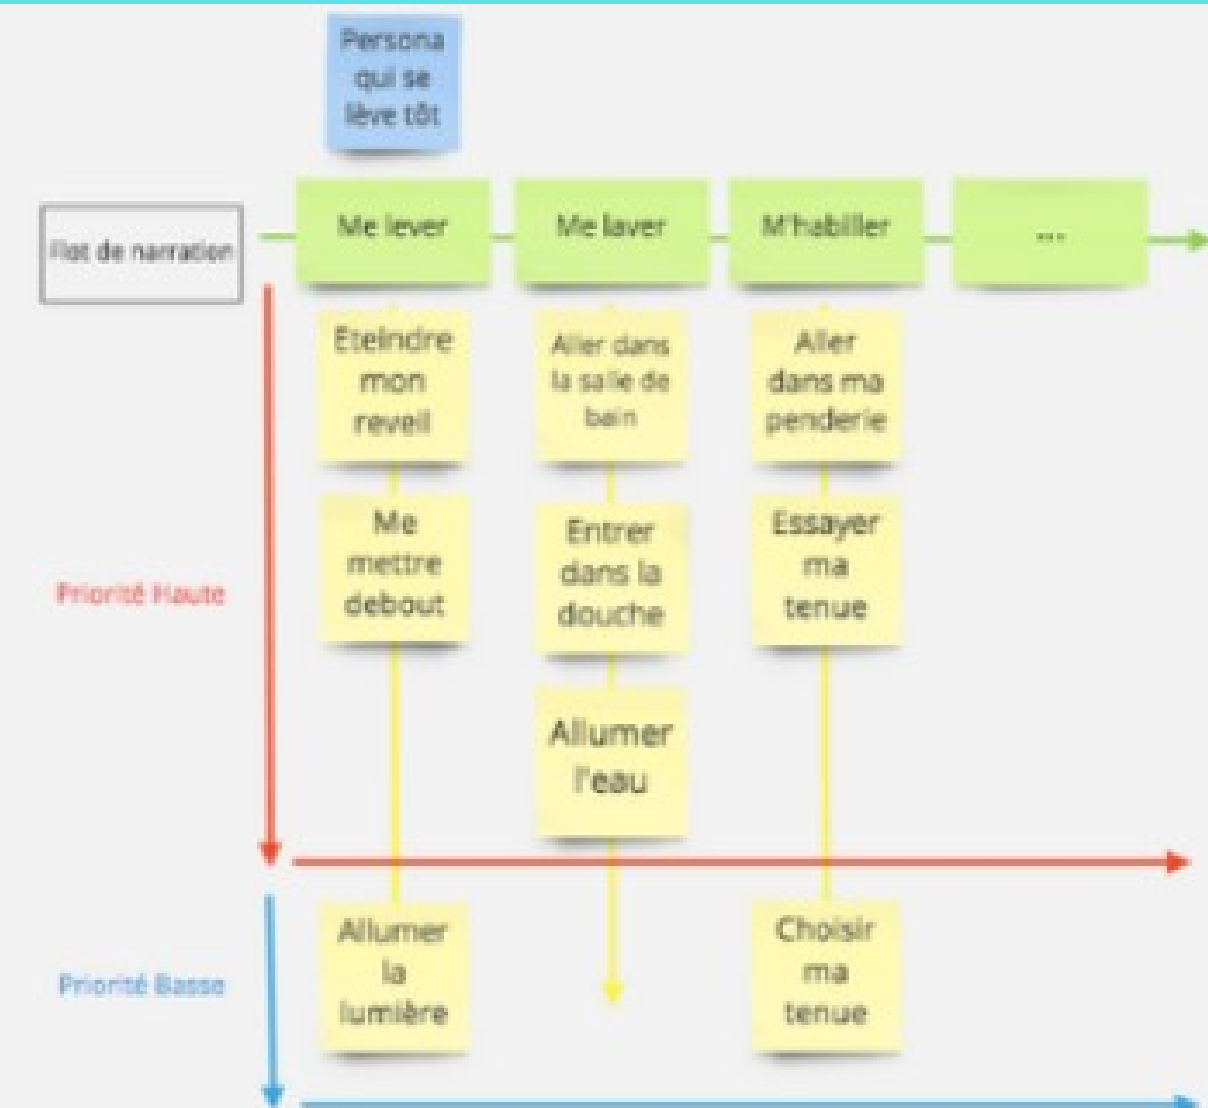 Persona
qui se
lève tôt
Flot de narration
Me lever
Me laver
M'habiller
...
Eteindre
mon
reveil
Aller dans
la salle de
bain
Aller
dans ma
penderie
Priorité Haute
Me
mettre
debout
Entrer
dans la
douche
Essayer
ma
tenue
Allumer
l'eau
Priorité Basse
Allumer
la
lumière
Choisir
ma
tenue